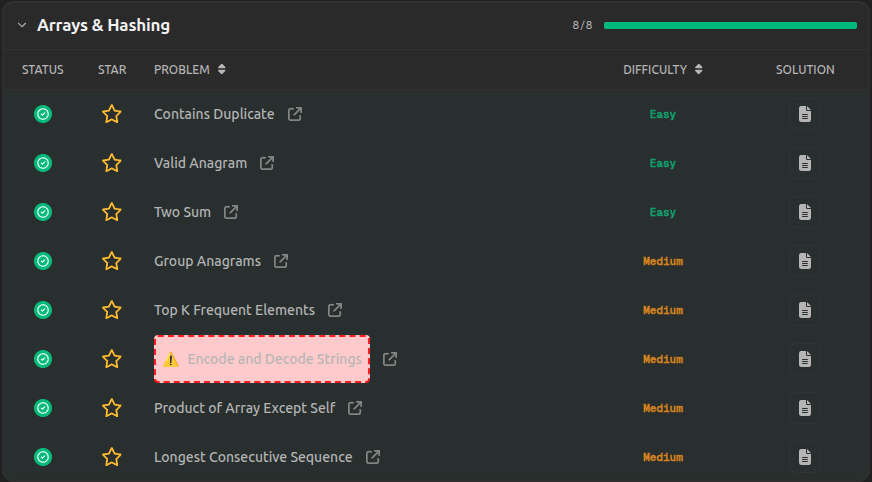 Arrays & Hashing 8/8
STATUS STAR PROBLEM DIFFICULTY SOLUTION
Contains Duplicate Easy
Valid Anagram Easy
Two Sum Easy
Group Anagrams Medium
Top K Frequent Elements Medium
Encode and Decode Strings Medium
Product of Array Except Self Medium
Longest Consecutive Sequence Medium